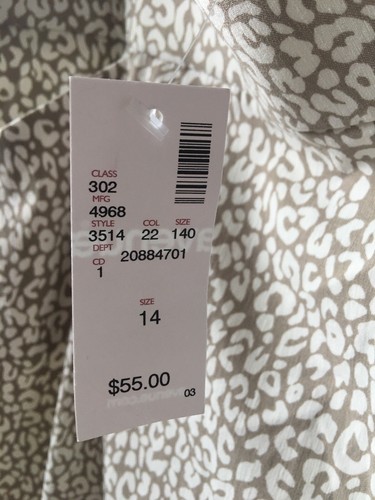 CLASS
302
MFG
4968
STYLE COL SIZE
3514 22 140
DEPT 20884701
CD
1
SIZE
14
$55.00
03